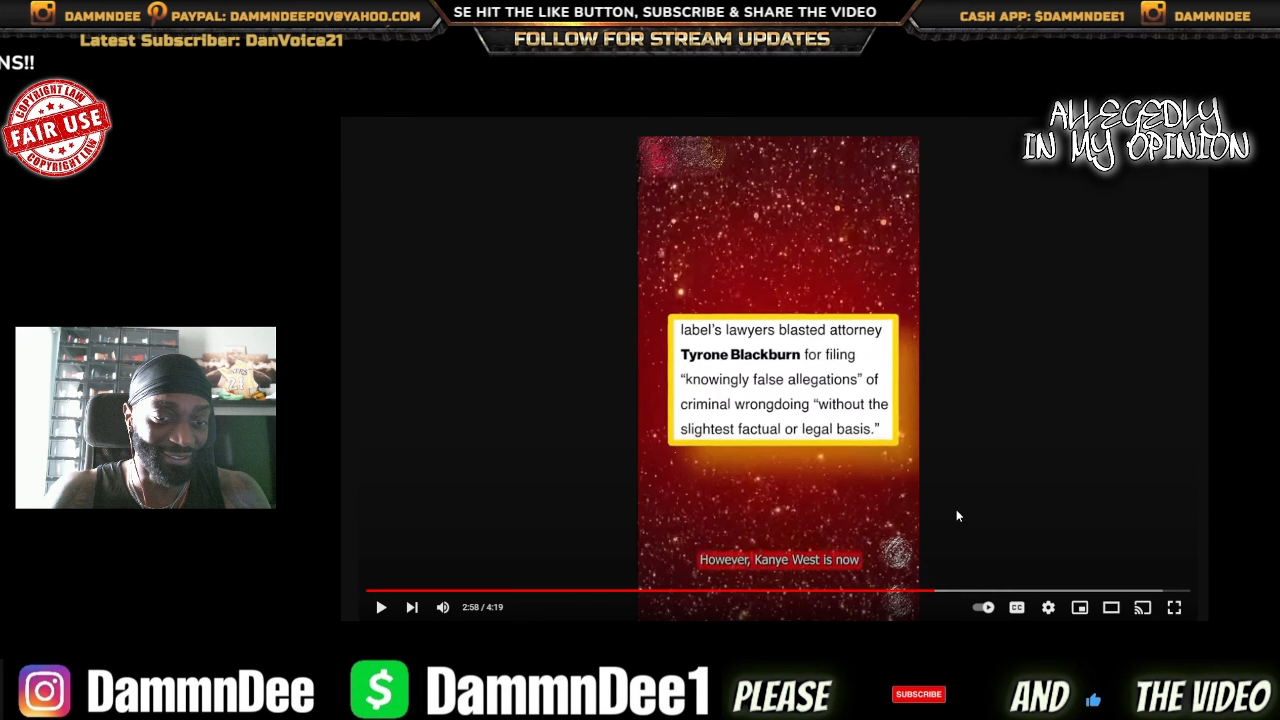 DAMMNDEE PAYPAL: DAMMNDEEPOV@YAHOO.COM
SE HIT THE LIKE BUTTON, SUBSCRIBE & SHARE THE VIDEO
CASH APP: $DAMMNDEE1 DAMMNDEE
Latest Subscriber: DanVoice21
FOLLOW FOR STREAM UPDATES
NS!!
COPYRIGHT LAW
FAIR USE
COPYRIGHT LAW
ALLEGEDLY
IN MY OPINION
label's lawyers blasted attorney
Tyrone Blackburn for filing
“knowingly false allegations” of
criminal wrongdoing “without the
slightest factual or legal basis.”
However, Kanye West is now
2:58 / 4:19
CC
24
DammnDee
$
DammnDee1
PLEASE
SUBSCRIBE
AND
THE VIDEO